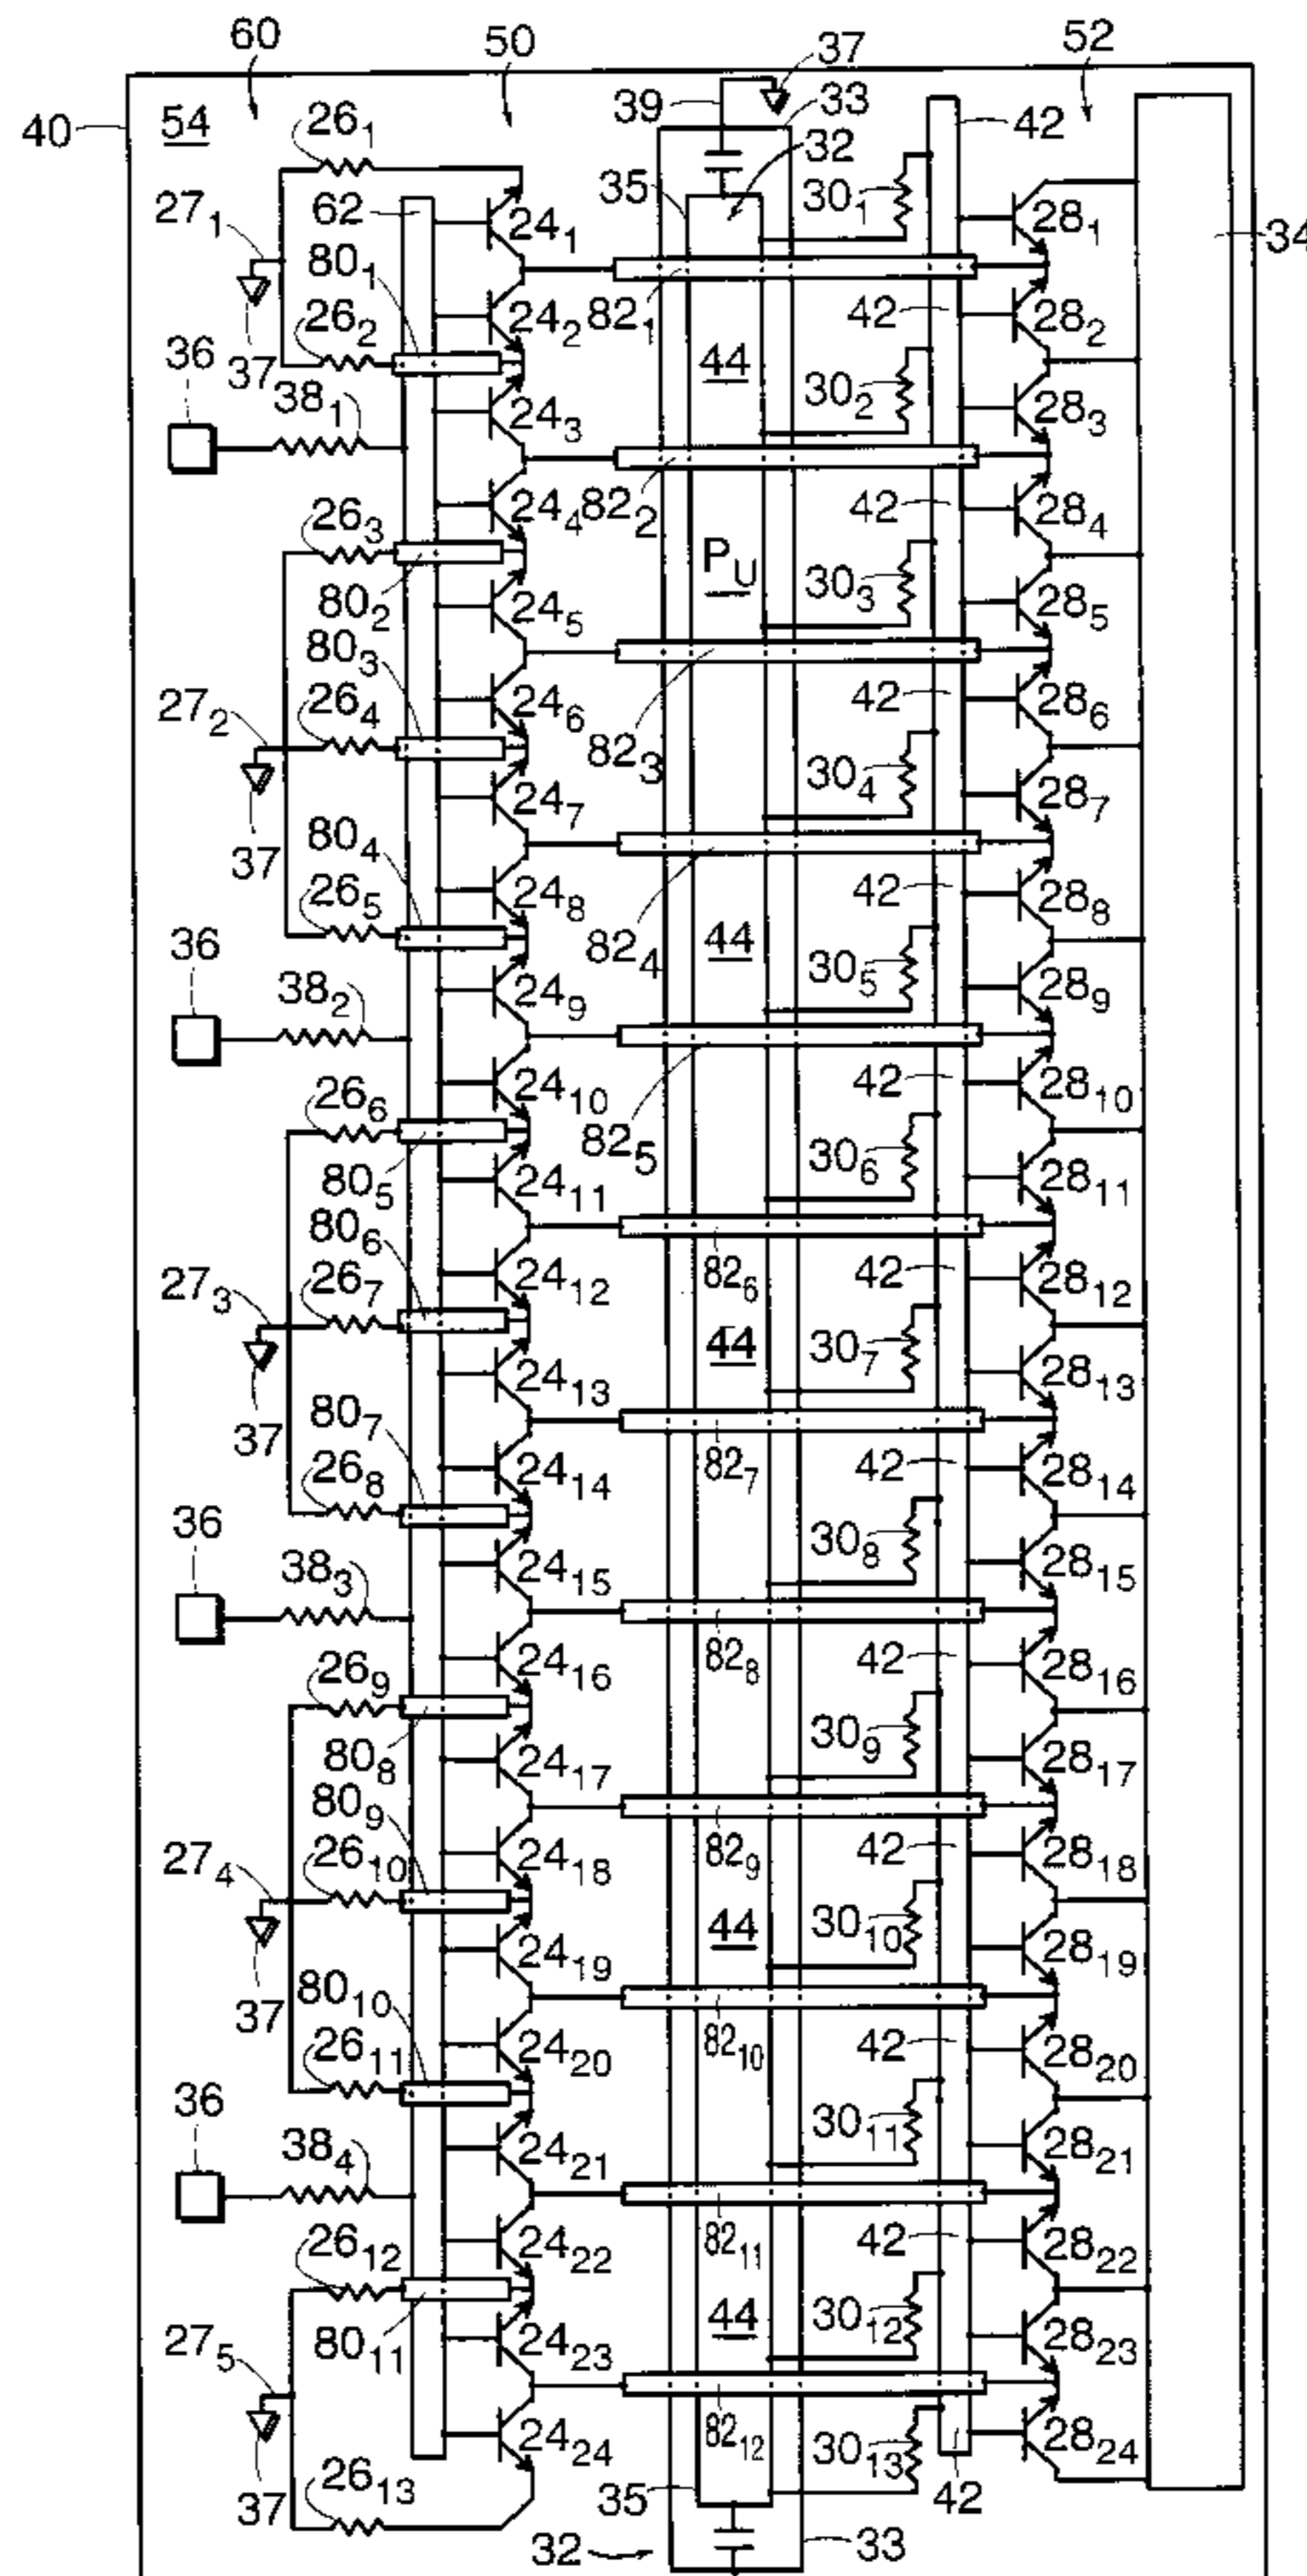 60 50 37 52
40 54 26₁ 39 33 42
35 32 30₁
62 24₁ 28₁ 34
27₁ 80₁
82₁ 42
26₂ 24₂ 28₂
36 37 44 30₂
38₁ 24₃ 28₃
26₃ 24₄ 82₂ 42 28₄
P_U 30₃
80₂ 24₅ 28₅
80₃
27₂ 26₄ 24₆ 42 28₆
82₃ 30₄
24₇ 28₇
37 80₄
26₅ 24₈ 42 28₈
36 82₄ 44 30₅
38₂ 24₉ 28₉
26₆ 24₁₀ 42 28₁₀
82₅ 30₆
80₅ 24₁₁ 28₁₁
80₆
27₃ 26₇ 24₁₂ 82₆ 42 28₁₂
44 30₇
24₁₃ 28₁₃
37 80₇
26₈ 24₁₄ 82₇ 42 28₁₄
36 30₈
38₃ 24₁₅ 28₁₅
26₉ 24₁₆ 82₈ 42 28₁₆
30₉
80₈ 24₁₇ 28₁₇
80₉
27₄ 26₁₀ 24₁₈ 82₉ 42 28₁₈
44 30₁₀
24₁₉ 28₁₉
37 80₁₀
26₁₁ 24₂₀ 82₁₀ 42 28₂₀
36 30₁₁
38₄ 24₂₁ 28₂₁
26₁₂ 24₂₂ 82₁₁ 42 28₂₂
44 30₁₂
27₅ 80₁₁ 24₂₃ 28₂₃
24₂₄ 82₁₂ 30₁₃ 28₂₄
37 26₁₃ 35 42
32 33